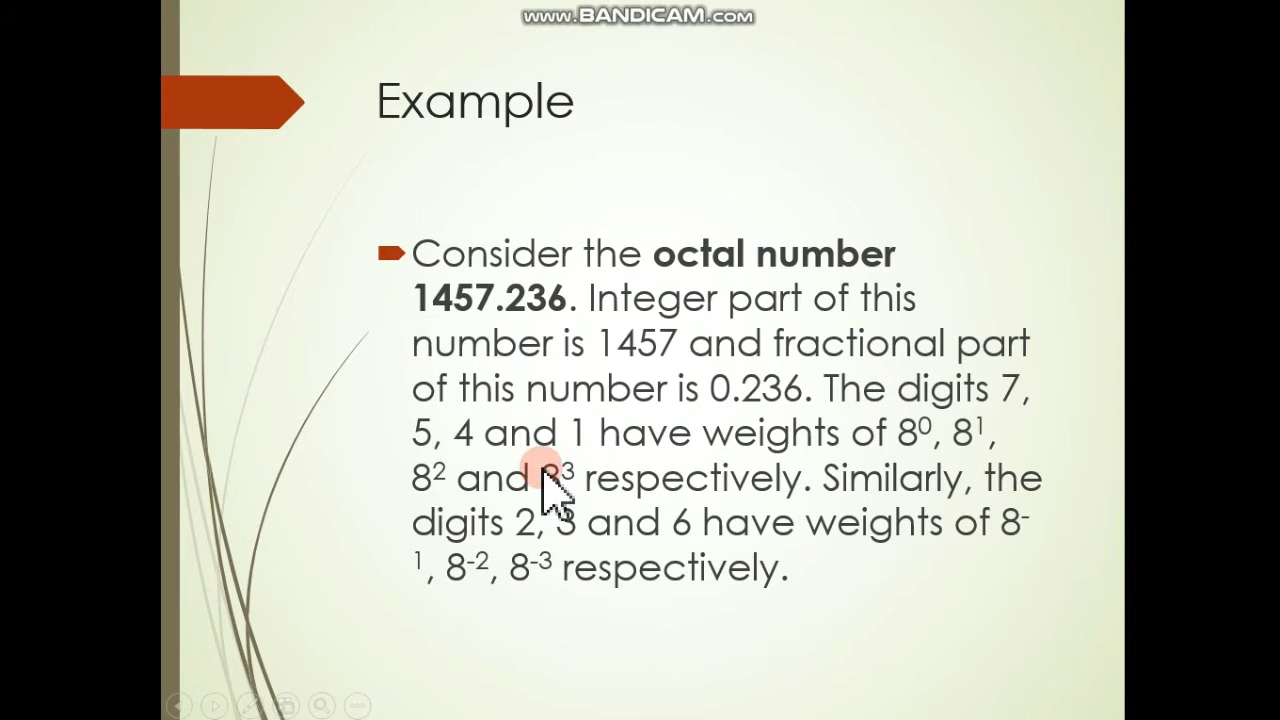 www.BANDICAM.com
Example
Consider the octal number
1457.236. Integer part of this
number is 1457 and fractional part
of this number is 0.236. The digits 7,
5, 4 and 1 have weights of 8⁰, 8¹,
8² and 8³ respectively. Similarly, the
digits 2, 3 and 6 have weights of 8⁻
¹, 8⁻², 8⁻³ respectively.